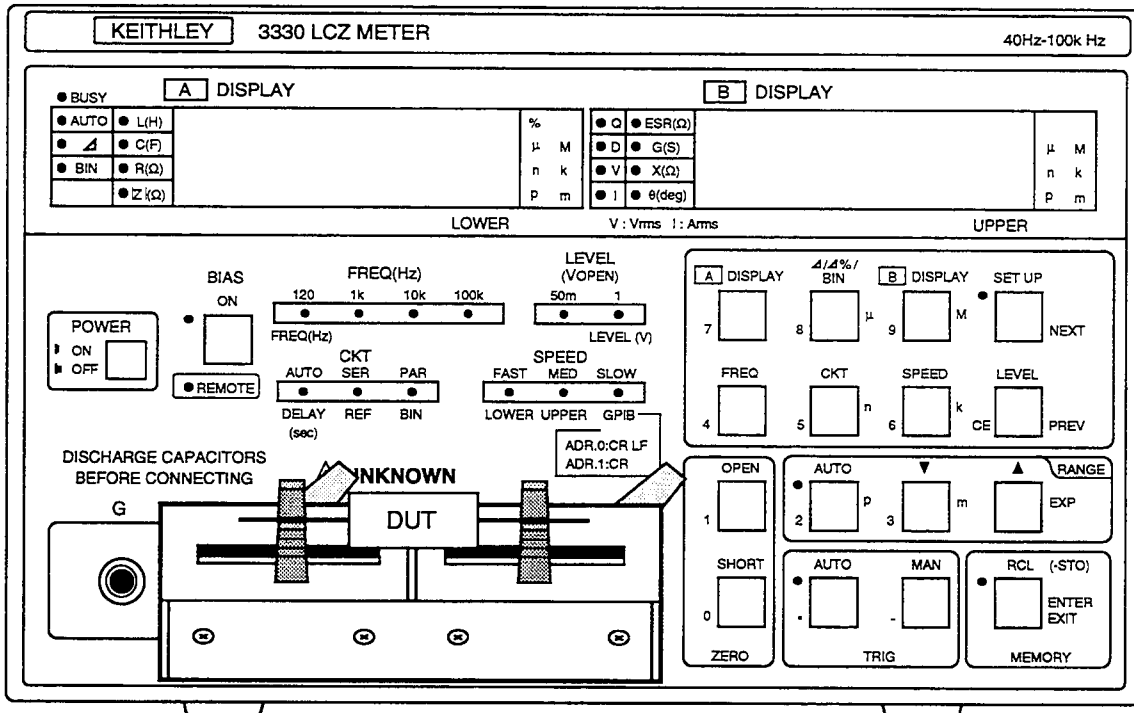 KEITHLEY 3330 LCZ METER
40Hz-100k Hz
BUSY
A DISPLAY
B DISPLAY
AUTO L(H)
% 
Q ESR(Ω)
⊿ C(F)
μ M
D G(S)
μ M
BIN R(Ω)
n k
V X(Ω)
n k
|Z|(Ω)
p m
I θ(deg)
p m
LOWER
V : Vrms I : Arms
UPPER
POWER
ON
OFF
BIAS
ON
REMOTE
FREQ(Hz)
120 1k 10k 100k
FREQ(Hz)
LEVEL
(VOPEN)
50m 1
LEVEL (V)
CKT
AUTO SER PAR
DELAY REF BIN
(sec)
SPEED
FAST MED SLOW
LOWER UPPER GPIB
ADR.0:CR LF
ADR.1:CR
A DISPLAY
7
⊿/⊿%/
BIN
8 μ
B DISPLAY
9 M
SET UP
NEXT
FREQ
4
CKT
5 n
SPEED
6 k
LEVEL
CE PREV
DISCHARGE CAPACITORS
BEFORE CONNECTING
G
NKNOWN
DUT
OPEN
1
SHORT
0
ZERO
AUTO
2 p
▼
3 m
▲
RANGE
EXP
AUTO
.
MAN
-
TRIG
RCL (-STO)
ENTER
EXIT
MEMORY